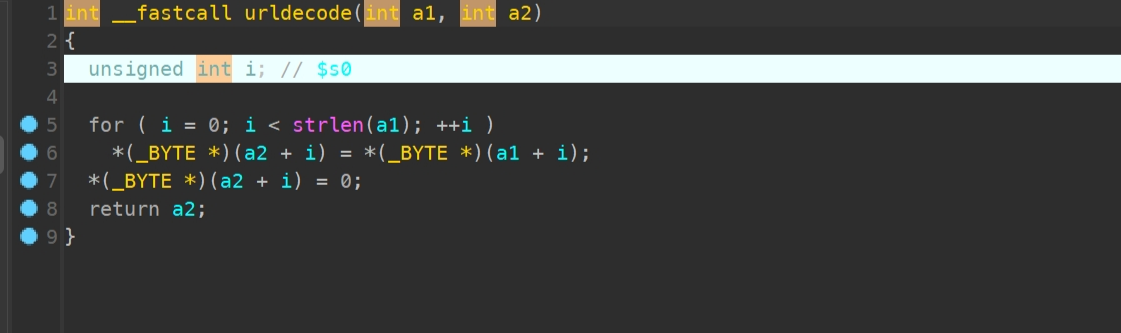 1 int __fastcall urldecode(int a1, int a2)
2 {
3 unsigned int i; // $s0
4
5 for ( i = 0; i < strlen(a1); ++i )
6 *(_BYTE *)(a2 + i) = *(_BYTE *)(a1 + i);
7 *(_BYTE *)(a2 + i) = 0;
8 return a2;
9 }